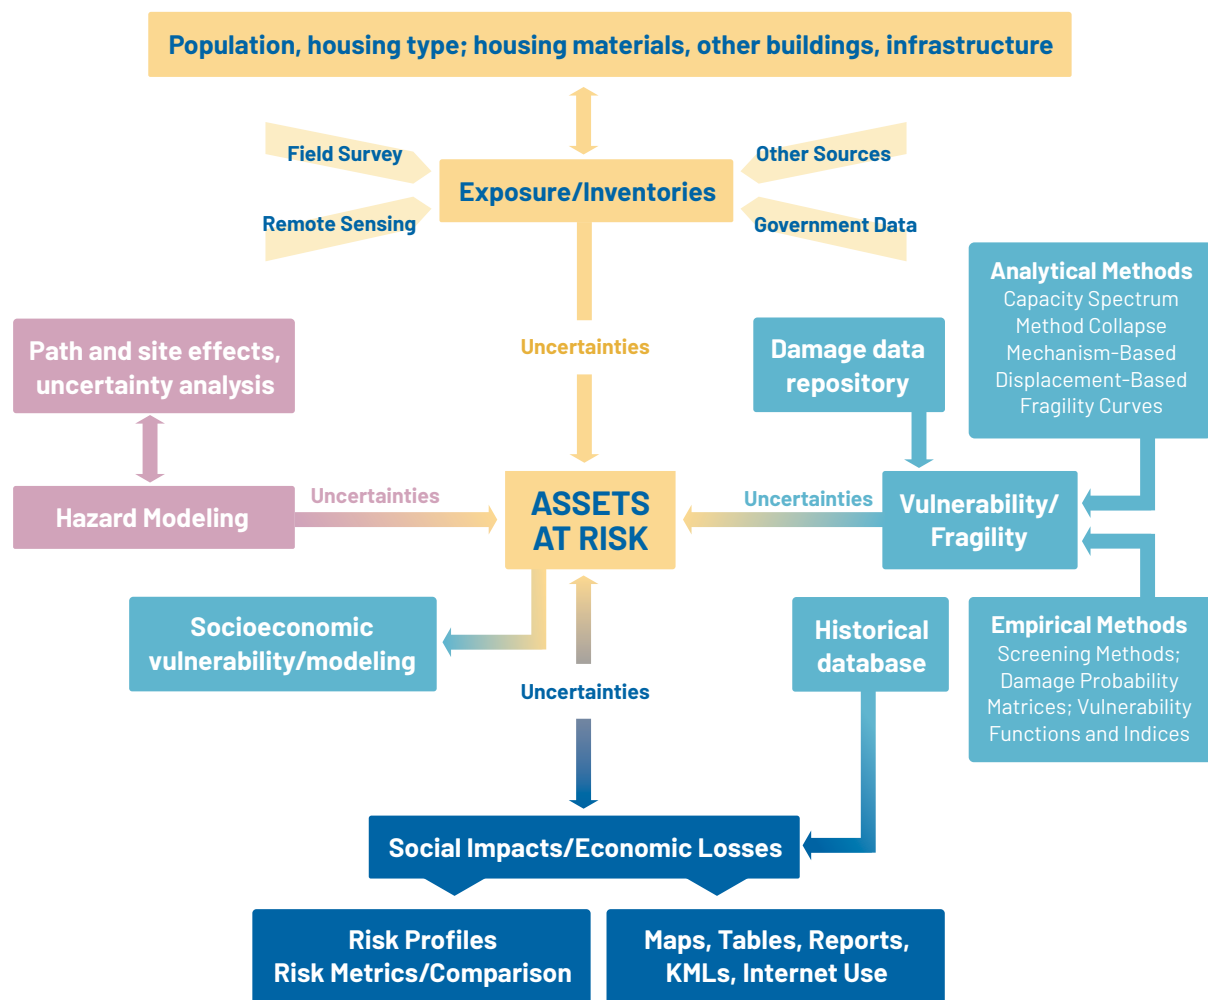 Population, housing type; housing materials, other buildings, infrastructure
Field Survey
Other Sources
Exposure/Inventories
Remote Sensing
Government Data
Analytical Methods
Capacity Spectrum
Method Collapse
Mechanism-Based
Displacement-Based
Fragility Curves
Path and site effects,
uncertainty analysis
Uncertainties
Damage data
repository
Hazard Modeling
Uncertainties
ASSETS
AT RISK
Uncertainties
Vulnerability/
Fragility
Socioeconomic
vulnerability/modeling
Uncertainties
Historical
database
Empirical Methods
Screening Methods;
Damage Probability
Matrices; Vulnerability
Functions and Indices
Social Impacts/Economic Losses
Risk Profiles
Risk Metrics/Comparison
Maps, Tables, Reports,
KMLs, Internet Use